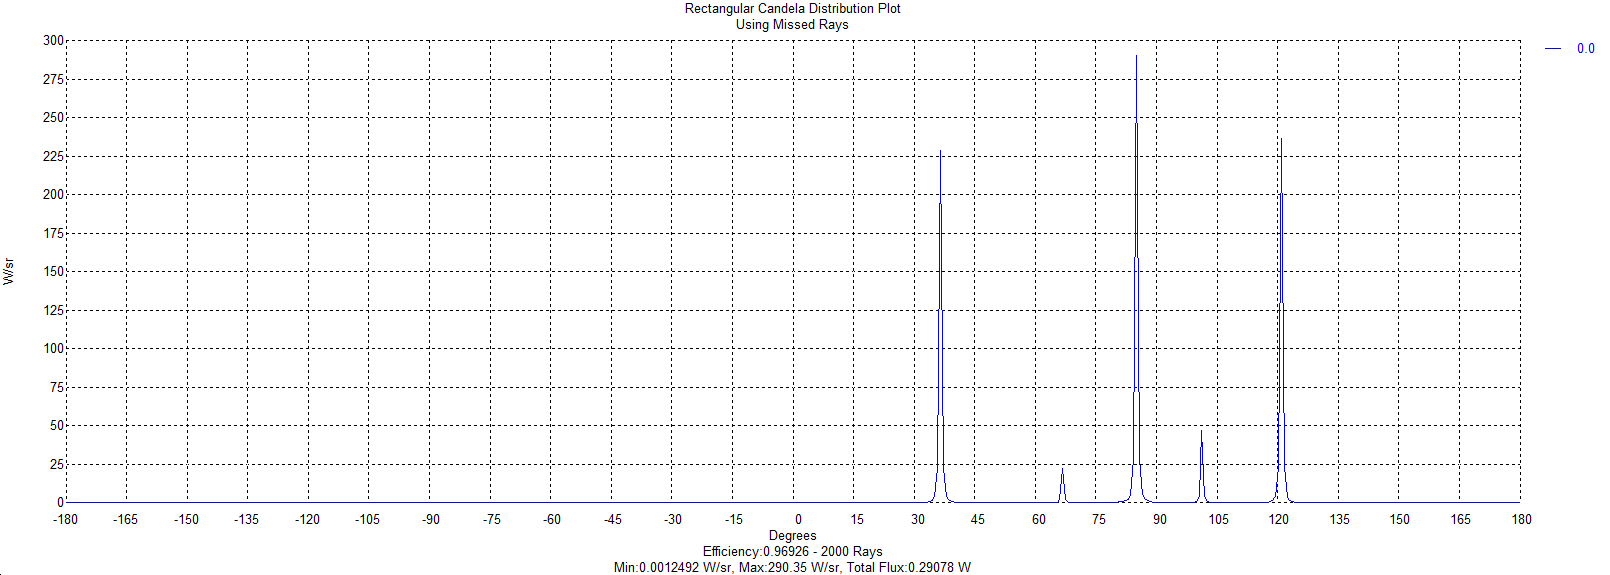 Rectangular Candela Distribution Plot
Using Missed Rays
0.0
300
275
250
225
200
175
150
125
100
75
50
25
0
W/sr
-180 -165 -150 -135 -120 -105 -90 -75 -60 -45 -30 -15 0 15 30 45 60 75 90 105 120 135 150 165 180
Degrees
Efficiency:0.96926 - 2000 Rays
Min:0.0012492 W/sr, Max:290.35 W/sr, Total Flux:0.29078 W